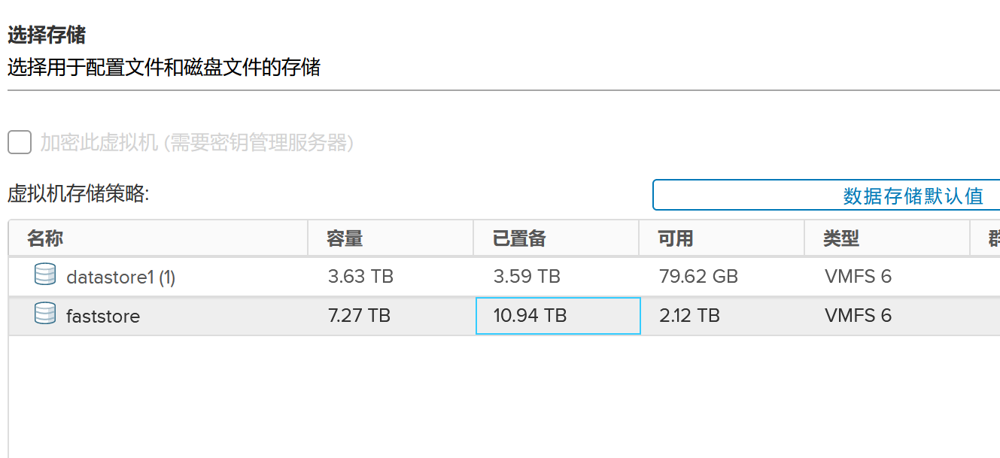 选择存储
选择用于配置文件和磁盘文件的存储
加密此虚拟机 (需要密钥管理服务器)
虚拟机存储策略: 数据存储默认值
名称 容量 已置备 可用 类型
datastore1 (1) 3.63 TB 3.59 TB 79.62 GB VMFS 6
faststore 7.27 TB 10.94 TB 2.12 TB VMFS 6